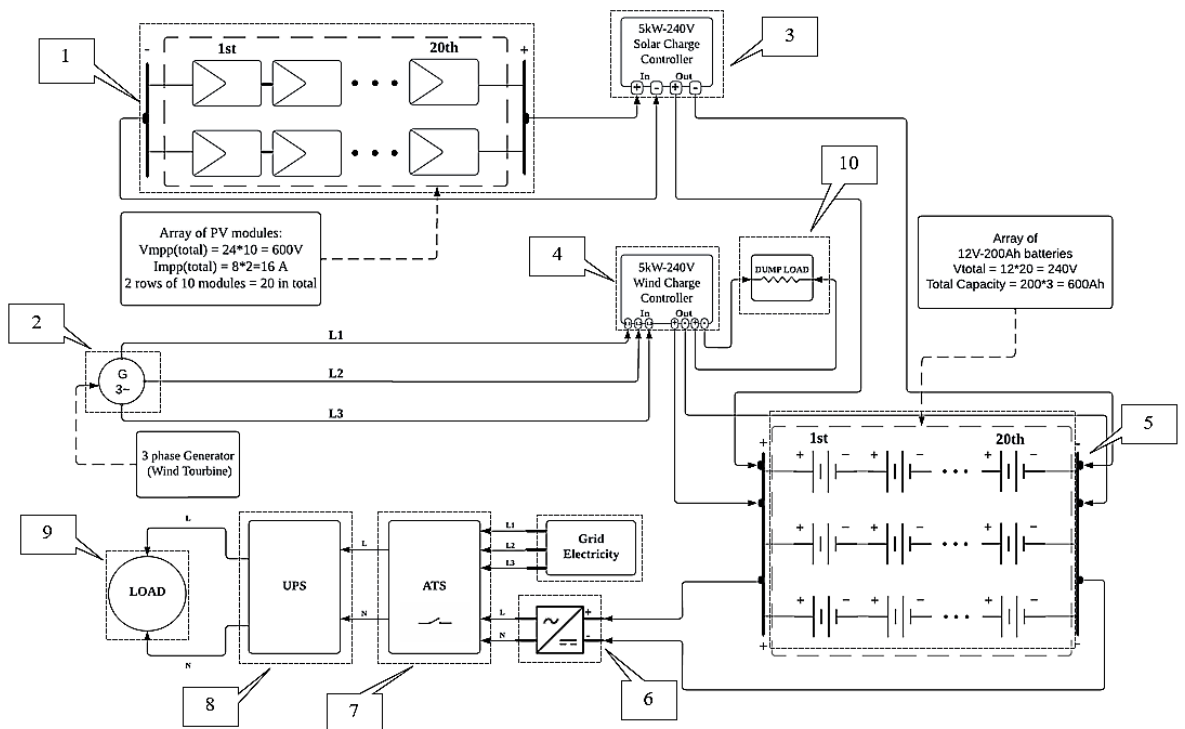 1
-
1st
20th
+
5kW-240V
Solar Charge
Controller
In
Out
+ - + -
3
Array of PV modules:
Vmpp(total) = 24*10 = 600V
Impp(total) = 8*2=16 A
2 rows of 10 modules = 20 in total
4
5kW-240V
Wind Charge
Controller
In
Out
+ - + -
10
DUMP LOAD
Array of
12V-200Ah batteries
Vtotal = 12*20 = 240V
Total Capacity = 200*3 = 600Ah
2
G
3~
L1
L2
L3
3 phase Generator
(Wind Tourbine)
5
+
1st
20th
-
+ - + - + -
+ - + - + -
+ - + - + -
+
-
9
LOAD
L
N
UPS
8
L
N
ATS
7
L1
L2
L3
Grid
Electricity
L
N
~
+
-
6